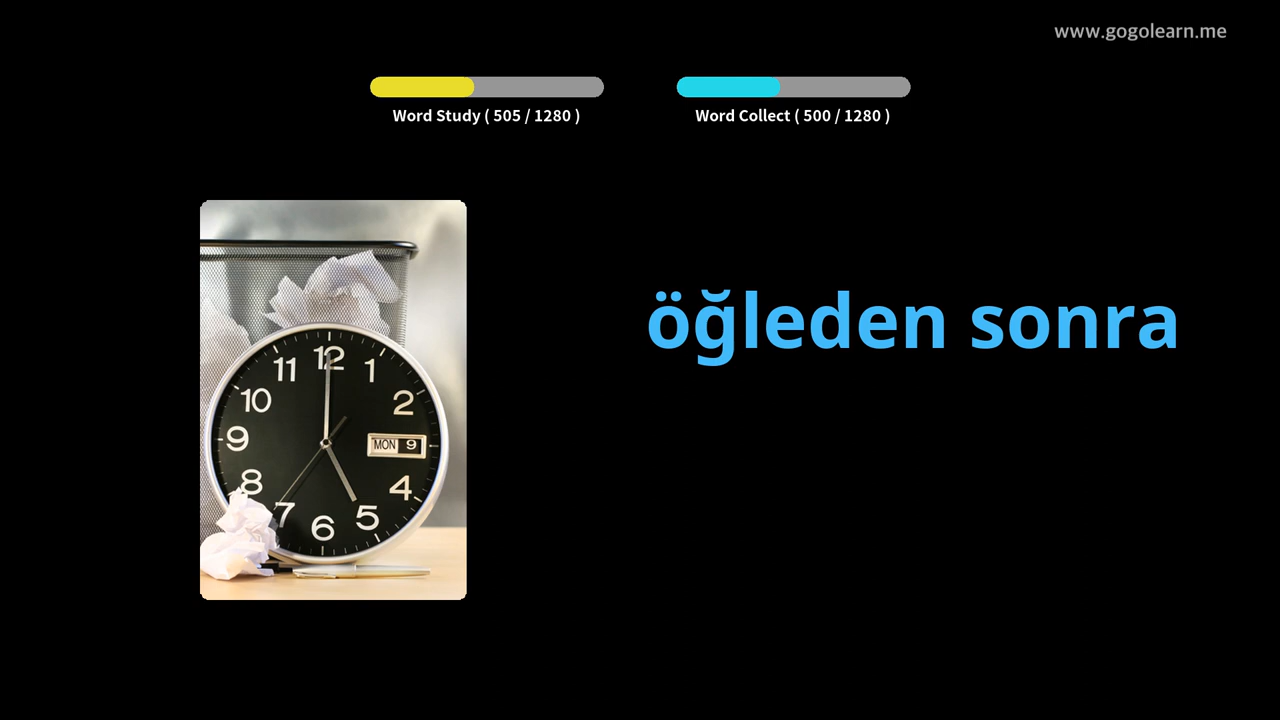 www.gogolearn.me
Word Study ( 505 / 1280 )
Word Collect ( 500 / 1280 )
öğleden sonra
12
11
1
10
2
9
MON 9
8
4
7
5
6